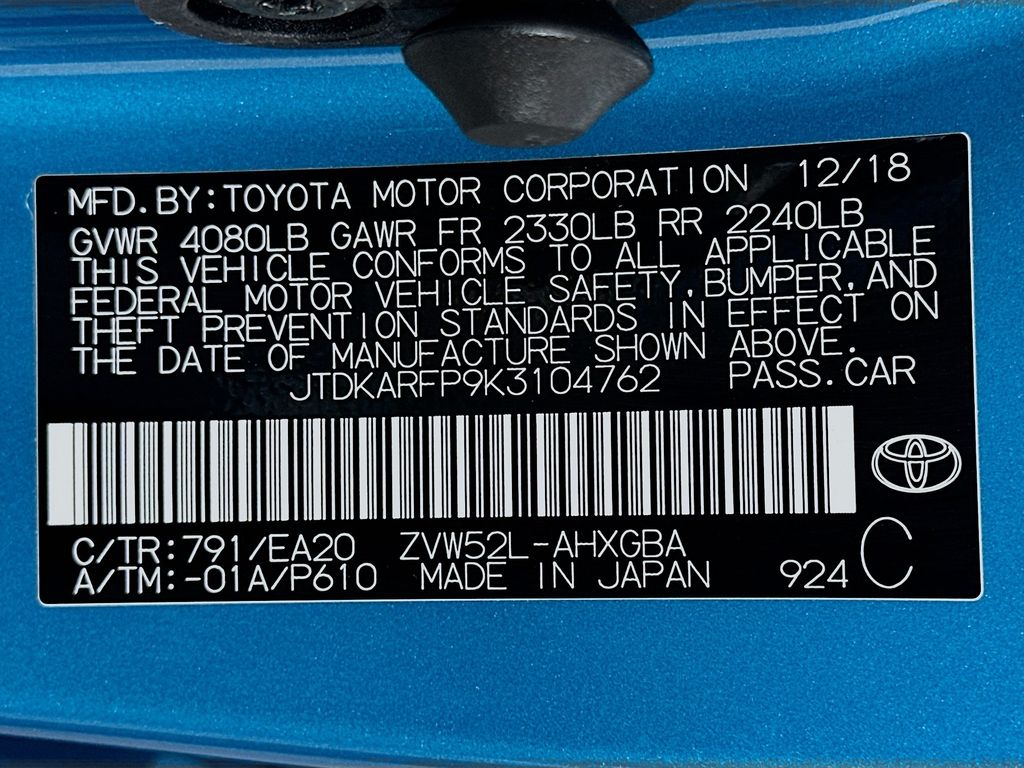 MFD.BY:TOYOTA MOTOR CORPORATION 12/18
GVWR 4080LB GAWR FR 2330LB RR 2240LB
THIS VEHICLE CONFORMS TO ALL APPLICABLE
FEDERAL MOTOR VEHICLE SAFETY,BUMPER,AND
THEFT PREVENTION STANDARDS IN EFFECT ON
THE DATE OF MANUFACTURE SHOWN ABOVE.
JTDKARFP9K3104762 PASS.CAR
C/TR:791/EA20 ZVW52L-AHXGBA
A/TM:-01A/P610 MADE IN JAPAN 924 C